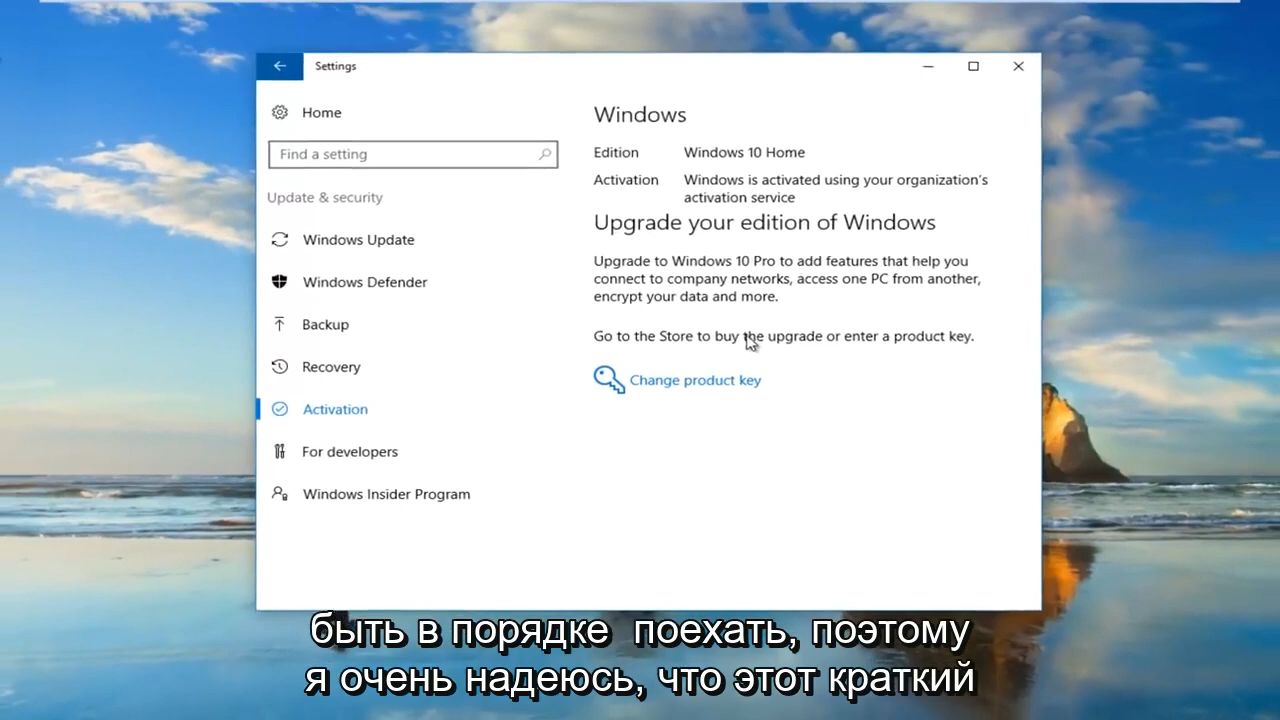 Settings
Home
Find a setting
Update & security
Windows Update
Windows Defender
Backup
Recovery
Activation
For developers
Windows Insider Program
Windows
Edition Windows 10 Home
Activation Windows is activated using your organization's
activation service
Upgrade your edition of Windows
Upgrade to Windows 10 Pro to add features that help you
connect to company networks, access one PC from another,
encrypt your data and more.
Go to the Store to buy the upgrade or enter a product key.
Change product key
быть в порядке поехать, поэтому
я очень надеюсь, что этот краткий